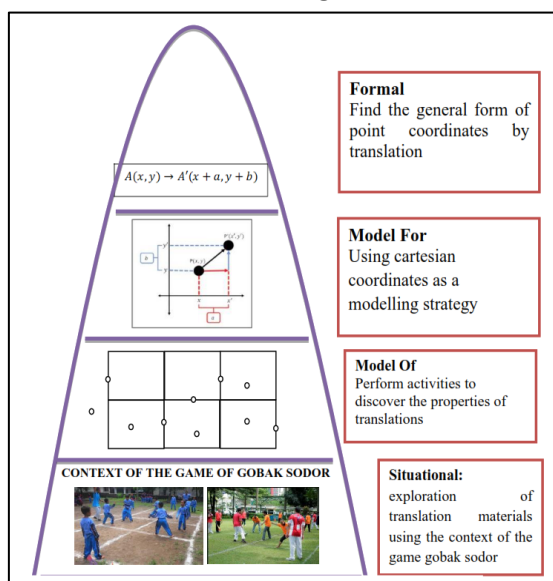 Formal
Find the general form of
point coordinates by
translation
A(x, y) → A′(x + a, y + b)
Model For
Using cartesian
coordinates as a
modelling strategy
y'
P'(x',y')
b
y
P(x,y)
x
x'
a
Model Of
Perform activities to
discover the properties of
translations
CONTEXT OF THE GAME OF GOBAK SODOR
Situational:
exploration of
translation materials
using the context of the
game gobak sodor